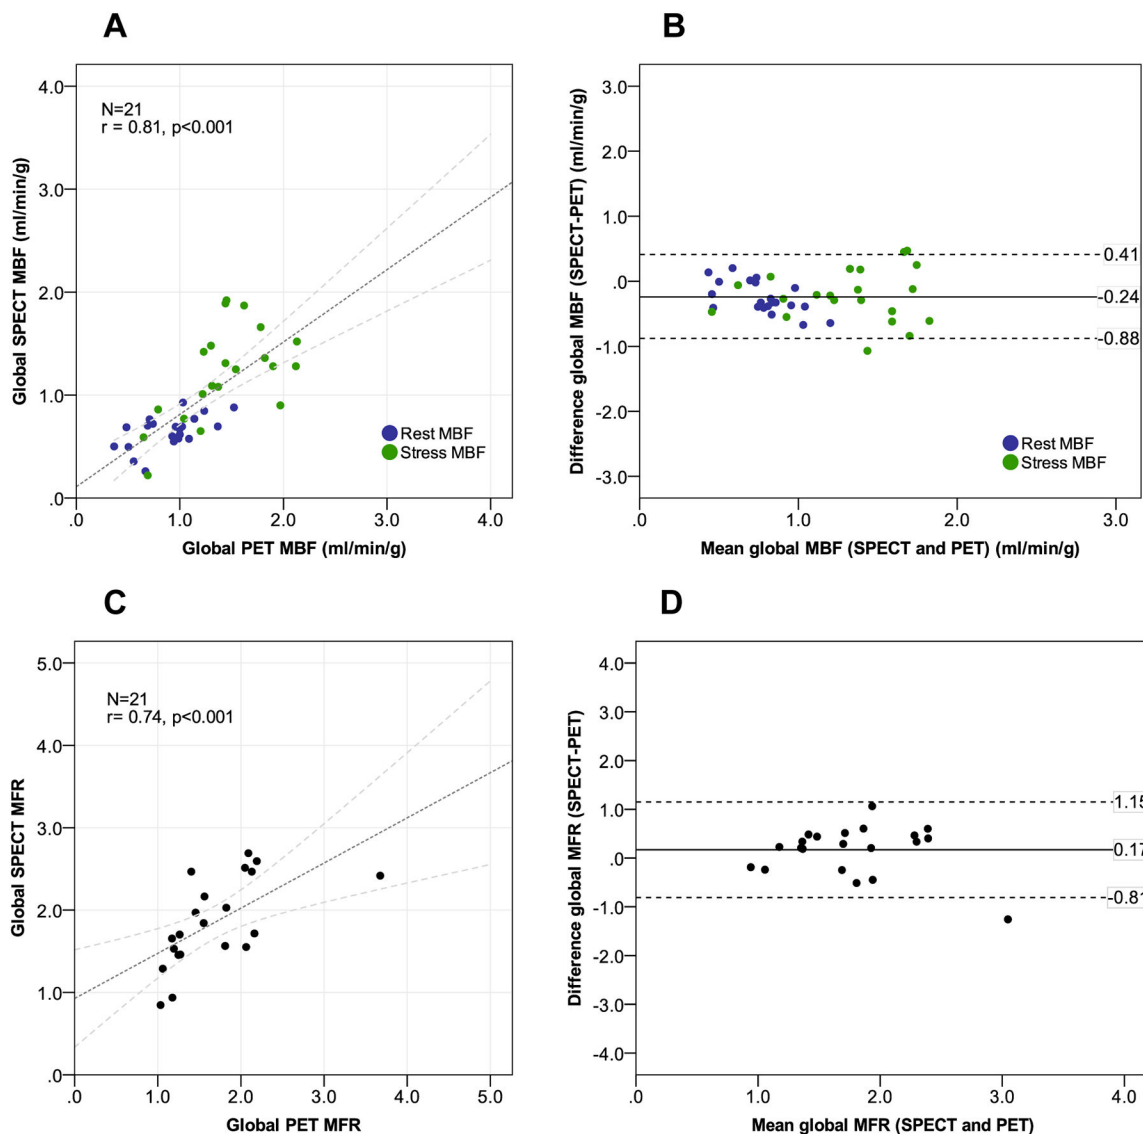 A
N=21
r = 0.81, p<0.001
Global SPECT MBF (ml/min/g)
4.0
3.0
2.0
1.0
.0
Rest MBF
Stress MBF
.0 1.0 2.0 3.0 4.0
Global PET MBF (ml/min/g)
B
Difference global MBF (SPECT-PET) (ml/min/g)
3.0
2.0
1.0
.0
-1.0
-2.0
-3.0
0.41
-0.24
-0.88
Rest MBF
Stress MBF
.0 1.0 2.0 3.0
Mean global MBF (SPECT and PET) (ml/min/g)
C
N=21
r= 0.74, p<0.001
Global SPECT MFR
5.0
4.0
3.0
2.0
1.0
.0
.0 1.0 2.0 3.0 4.0 5.0
Global PET MFR
D
Difference global MFR (SPECT-PET)
4.0
3.0
2.0
1.0
.0
-1.0
-2.0
-3.0
-4.0
1.15
0.17
-0.81
.0 1.0 2.0 3.0 4.0
Mean global MFR (SPECT and PET)